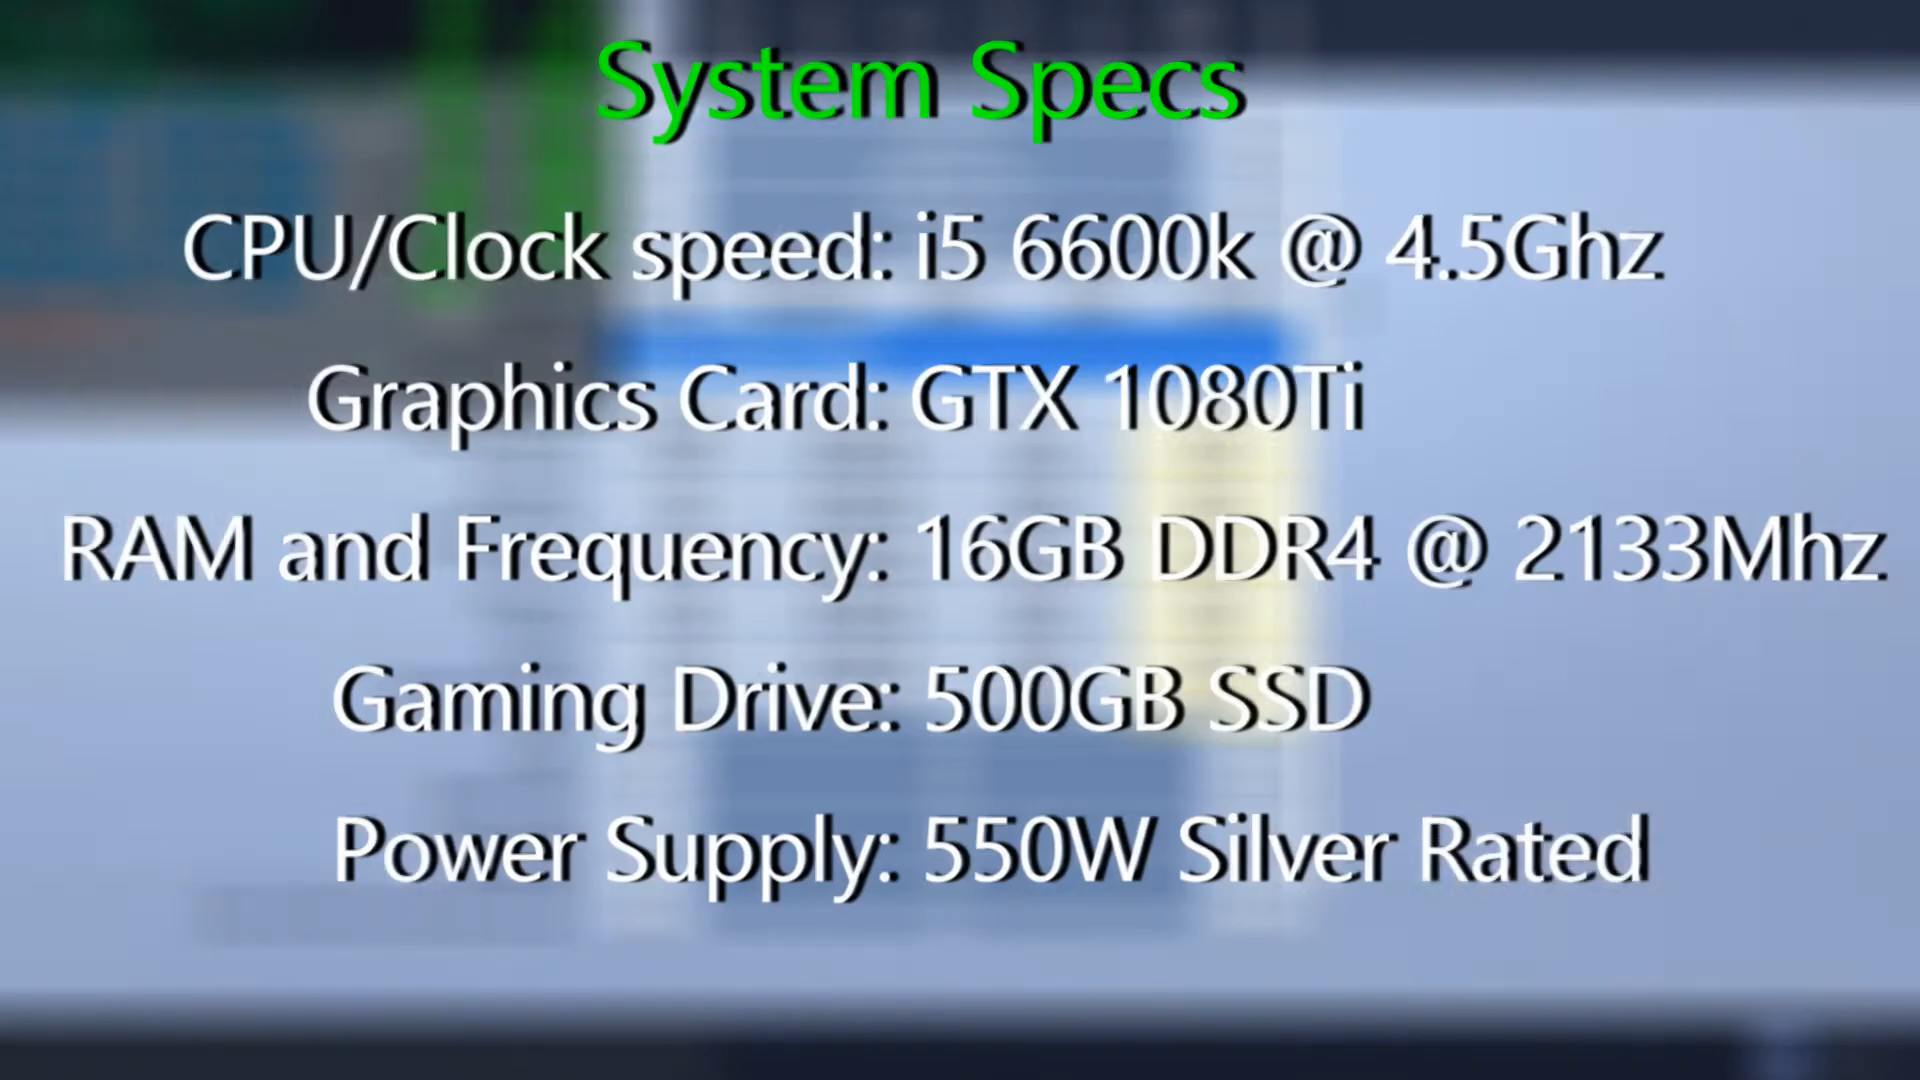 System Specs
CPU/Clock speed: i5 6600k @ 4.5Ghz
Graphics Card: GTX 1080Ti
RAM and Frequency: 16GB DDR4 @ 2133Mhz
Gaming Drive: 500GB SSD
Power Supply: 550W Silver Rated